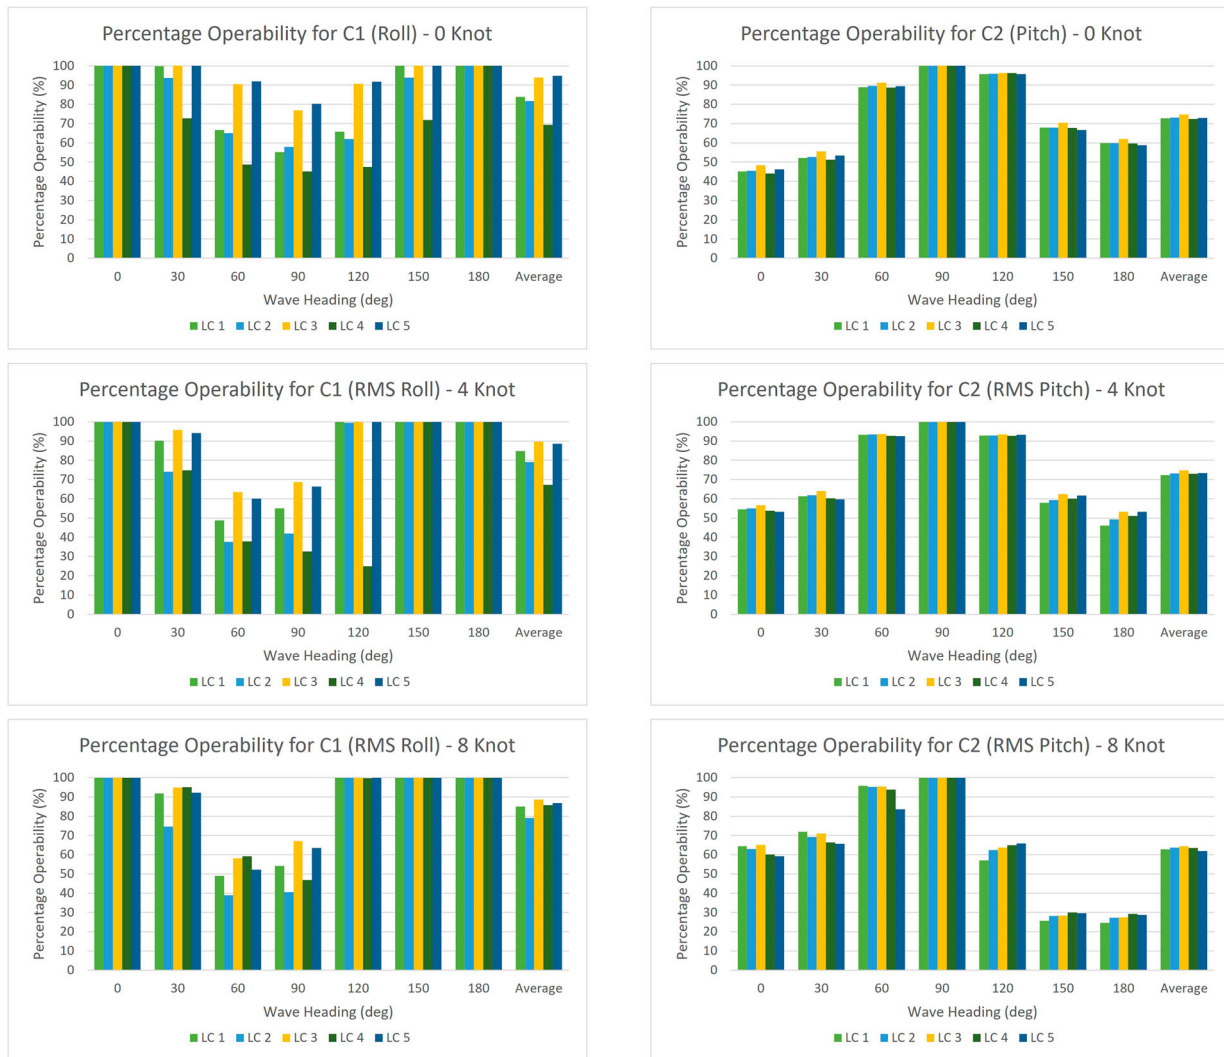 Percentage Operability for C1 (Roll) - 0 Knot
Percentage Operability (%)
100
90
80
70
60
50
40
30
20
10
0
0 30 60 90 120 150 180 Average
Wave Heading (deg)
LC 1 LC 2 LC 3 LC 4 LC 5
Percentage Operability for C2 (Pitch) - 0 Knot
Percentage Operability (%)
100
90
80
70
60
50
40
30
20
10
0
0 30 60 90 120 150 180 Average
Wave Heading (deg)
LC 1 LC 2 LC 3 LC 4 LC 5
Percentage Operability for C1 (RMS Roll) - 4 Knot
Percentage Operability (%)
100
90
80
70
60
50
40
30
20
10
0
0 30 60 90 120 150 180 Average
Wave Heading (deg)
LC 1 LC 2 LC 3 LC 4 LC 5
Percentage Operability for C2 (RMS Pitch) - 4 Knot
Percentage Operability (%)
100
90
80
70
60
50
40
30
20
10
0
0 30 60 90 120 150 180 Average
Wave Heading (deg)
LC 1 LC 2 LC 3 LC 4 LC 5
Percentage Operability for C1 (RMS Roll) - 8 Knot
Percentage Operability (%)
100
90
80
70
60
50
40
30
20
10
0
0 30 60 90 120 150 180 Average
Wave Heading (deg)
LC 1 LC 2 LC 3 LC 4 LC 5
Percentage Operability for C2 (RMS Pitch) - 8 Knot
Percentage Operability (%)
100
90
80
70
60
50
40
30
20
10
0
0 30 60 90 120 150 180 Average
Wave Heading (deg)
LC 1 LC 2 LC 3 LC 4 LC 5